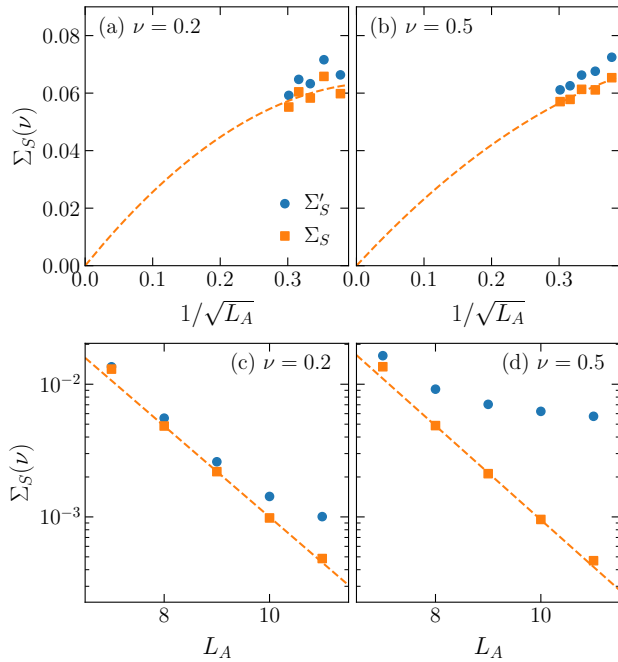 (a) ν = 0.2
(b) ν = 0.5
0.08
0.06
0.04
0.02
0.00
Σ_S(ν)
Σ′_S
Σ_S
0.0 0.1 0.2 0.3
0.0 0.1 0.2 0.3
1/√L_A
1/√L_A
(c) ν = 0.2
(d) ν = 0.5
10⁻²
10⁻³
Σ_S(ν)
8 10
8 10
L_A
L_A